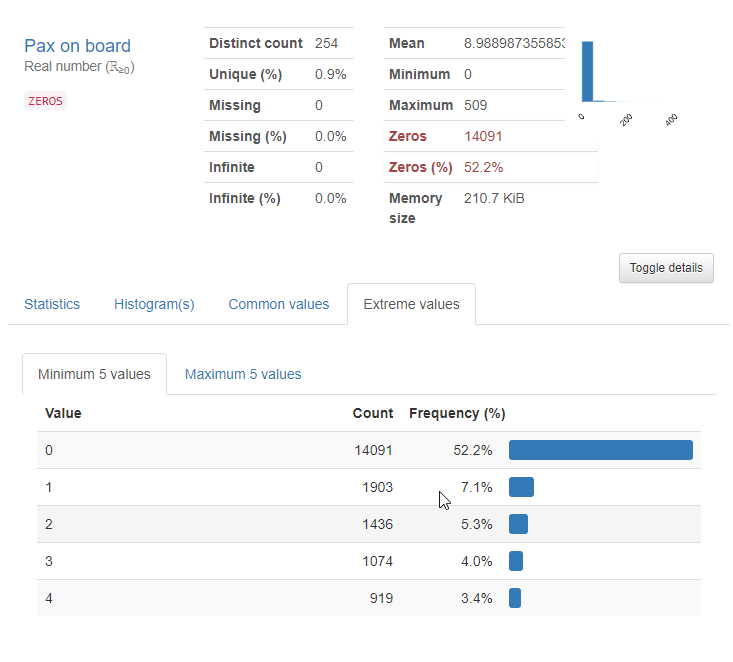 Pax on board
Real number (ℝ≥0)
ZEROS
Distinct count 254
Unique (%) 0.9%
Missing 0
Missing (%) 0.0%
Infinite 0
Infinite (%) 0.0%
Mean 8.988987355853
Minimum 0
Maximum 509
Zeros 14091
Zeros (%) 52.2%
Memory size 210.7 KiB
0 200 400
Toggle details
Statistics Histogram(s) Common values Extreme values
Minimum 5 values Maximum 5 values
Value Count Frequency (%)
0 14091 52.2%
1 1903 7.1%
2 1436 5.3%
3 1074 4.0%
4 919 3.4%